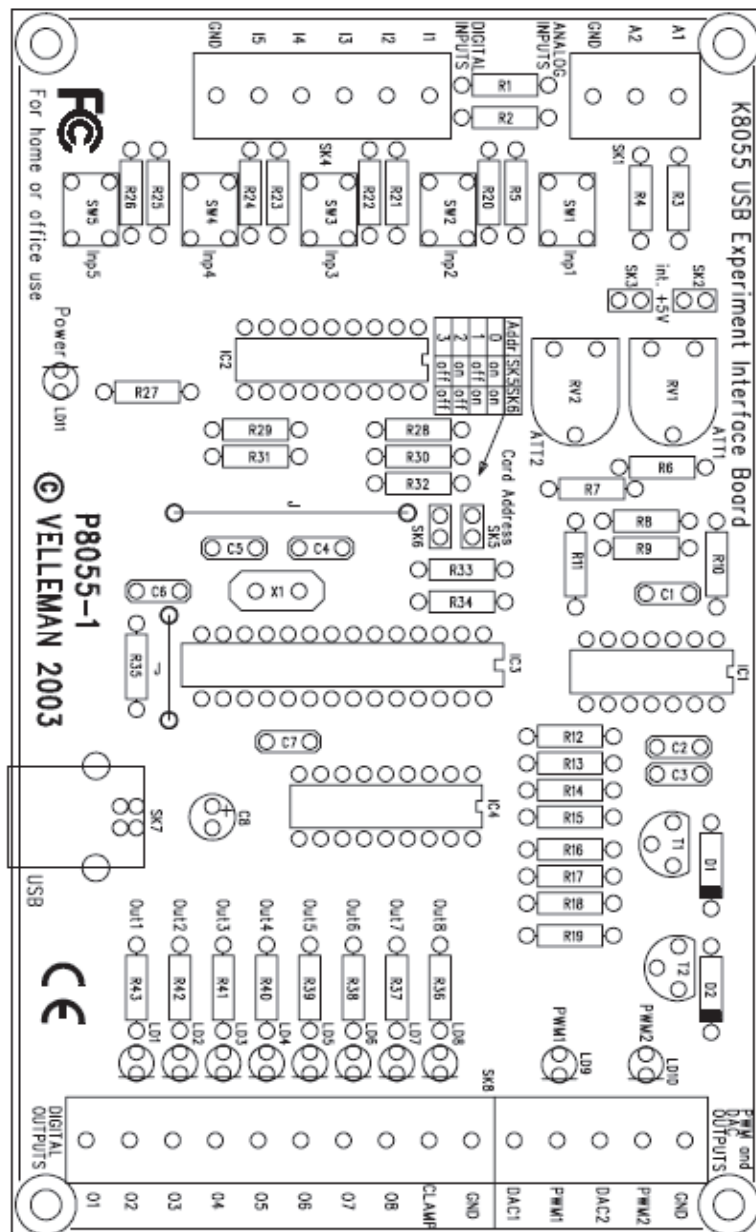 K8055 USB Experiment Interface Board
GND
I5
I4
I3
I2
I1
DIGITAL
INPUTS
ANALOG
INPUTS
GND
A2
A1
R1
R2
SK4
SK1
R26
R25
R24
R23
R22
R21
R20
R5
R4
R3
SM5
SM4
SM3
SM2
SM1
Inp5
Inp4
Inp3
Inp2
Inp1
SK3
int. +5V
SK2
FC
For home or office use
Power
LD11
R27
IC2
Addr. SK5 SK6
0 on on
1 off on
2 on off
3 off off
RV2
RV1
ATT2
ATT1
R29
R31
R28
R30
R32
R6
R7
R8
R9
R10
R11
Card Address
SK6
SK5
J
C5
C4
C6
X1
R33
R34
C1
R35
J
IC3
IC1
P8055-1
© VELLEMAN 2003
C7
C8
+
IC4
SK7
USB
R12
R13
R14
R15
R16
R17
R18
R19
C2
C3
T1
D1
T2
D2
CE
Out1
Out2
Out3
Out4
Out5
Out6
Out7
Out8
R43
R42
R41
R40
R39
R38
R37
R36
LD1
LD2
LD3
LD4
LD5
LD6
LD7
LD8
PWM1
LD9
PWM2
LD10
SK8
DIGITAL
OUTPUTS
PWM and
DAC
OUTPUTS
O1
O2
O3
O4
O5
O6
O7
O8
CLAMP
GND
DAC1
PWM1
DAC2
PWM2
GND